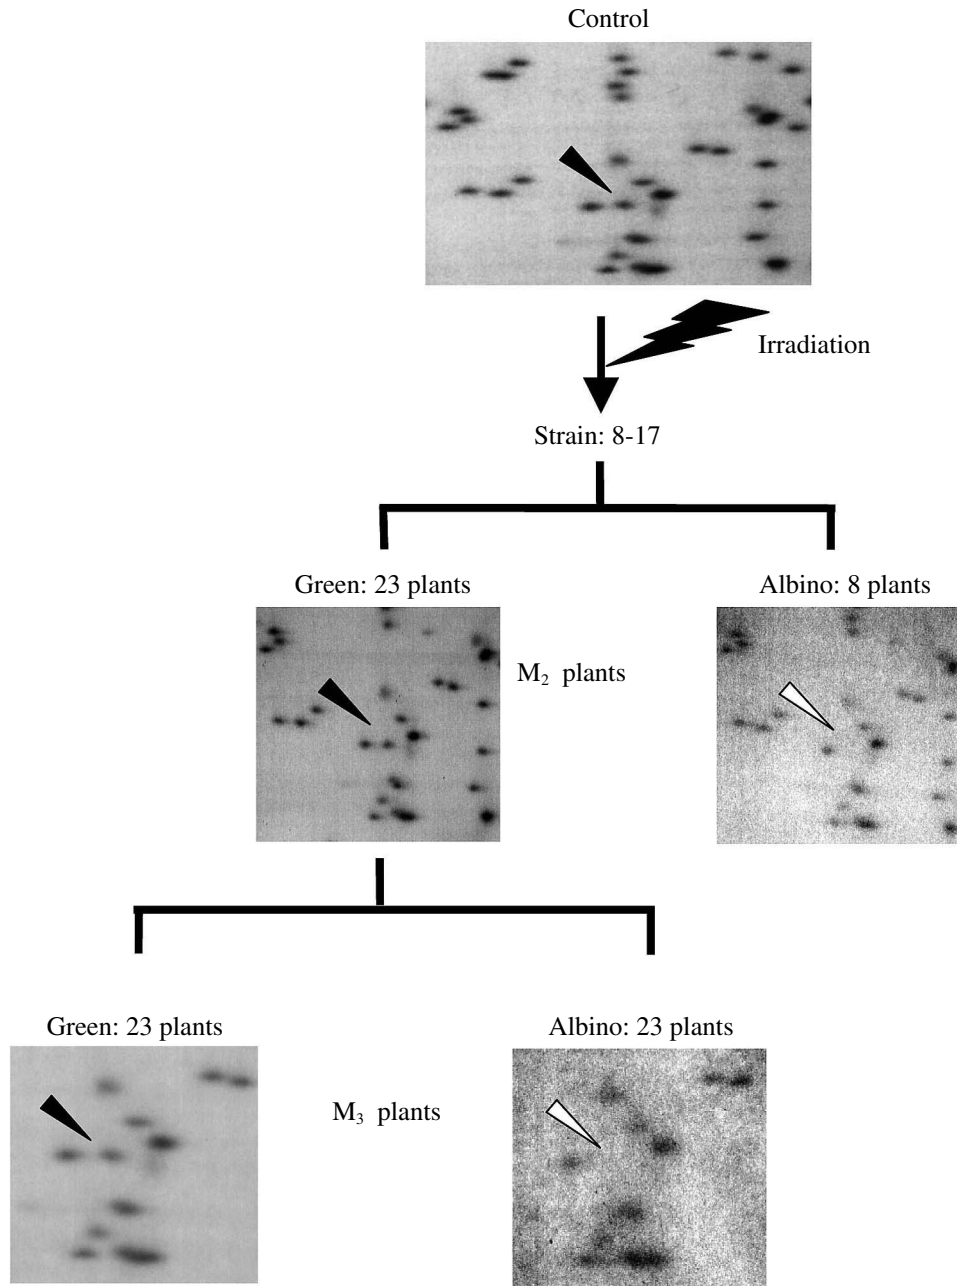 Control
Irradiation
Strain: 8-17
Green: 23 plants
Albino: 8 plants
M₂ plants
Green: 23 plants
Albino: 23 plants
M₃ plants